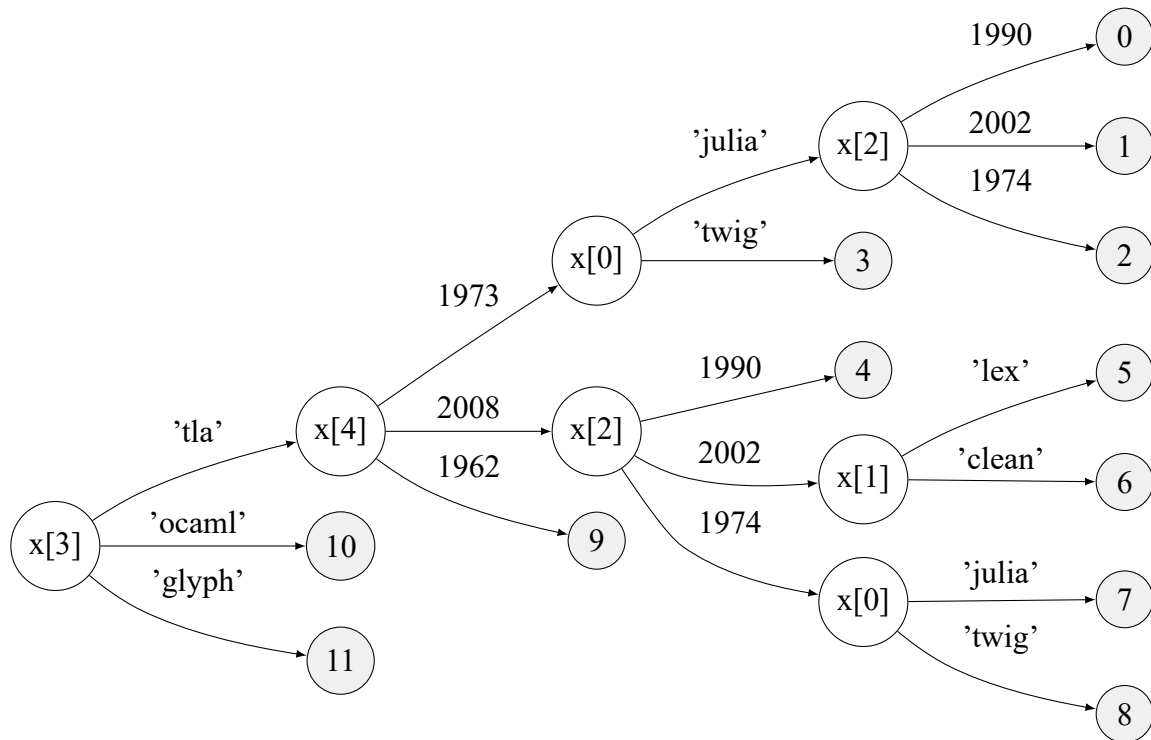 1990
0
’julia’
x[2]
2002
1
1974
’twig’
x[0]
3
2
1973
1990
4
’lex’
5
’tla’
x[4]
2008
x[2]
2002
x[1]
’clean’
6
1962
1974
x[3]
’ocaml’
10
9
’glyph’
x[0]
’julia’
7
’twig’
11
8